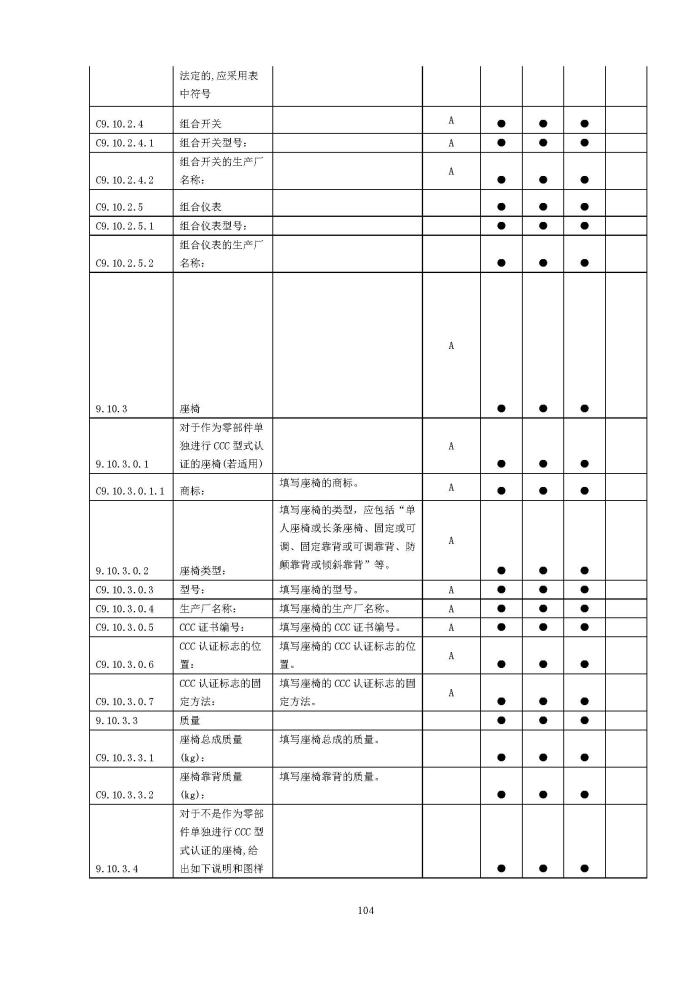 法定的,应采用表
中符号
C9.10.2.4 组合开关 A ● ● ●
C9.10.2.4.1 组合开关型号： A ● ● ●
组合开关的生产厂
C9.10.2.4.2 名称： A ● ● ●
C9.10.2.5 组合仪表 ● ● ●
C9.10.2.5.1 组合仪表型号： ● ● ●
组合仪表的生产厂
C9.10.2.5.2 名称： ● ● ●
9.10.3 座椅 A ● ● ●
对于作为零部件单
独进行 CCC 型式认
9.10.3.0.1 证的座椅(若适用) A ● ● ●
C9.10.3.0.1.1 商标： 填写座椅的商标。 A ● ● ●
填写座椅的类型，应包括“单
人座椅或长条座椅、固定或可
调、固定靠背或可调靠背、防
9.10.3.0.2 座椅类型： 颠靠背或倾斜靠背”等。 A ● ● ●
C9.10.3.0.3 型号： 填写座椅的型号。 A ● ● ●
C9.10.3.0.4 生产厂名称： 填写座椅的生产厂名称。 A ● ● ●
C9.10.3.0.5 CCC 证书编号： 填写座椅的 CCC 证书编号。 A ● ● ●
CCC 认证标志的位 填写座椅的 CCC 认证标志的位
C9.10.3.0.6 置： 置。 A ● ● ●
CCC 认证标志的固 填写座椅的 CCC 认证标志的固
C9.10.3.0.7 定方法： 定方法。 A ● ● ●
9.10.3.3 质量 ● ● ●
座椅总成质量 填写座椅总成的质量。
C9.10.3.3.1 (kg)： ● ● ●
座椅靠背质量 填写座椅靠背的质量。
C9.10.3.3.2 (kg)： ● ● ●
对于不是作为零部
件单独进行 CCC 型
式认证的座椅,给
9.10.3.4 出如下说明和图样 ● ● ●
104